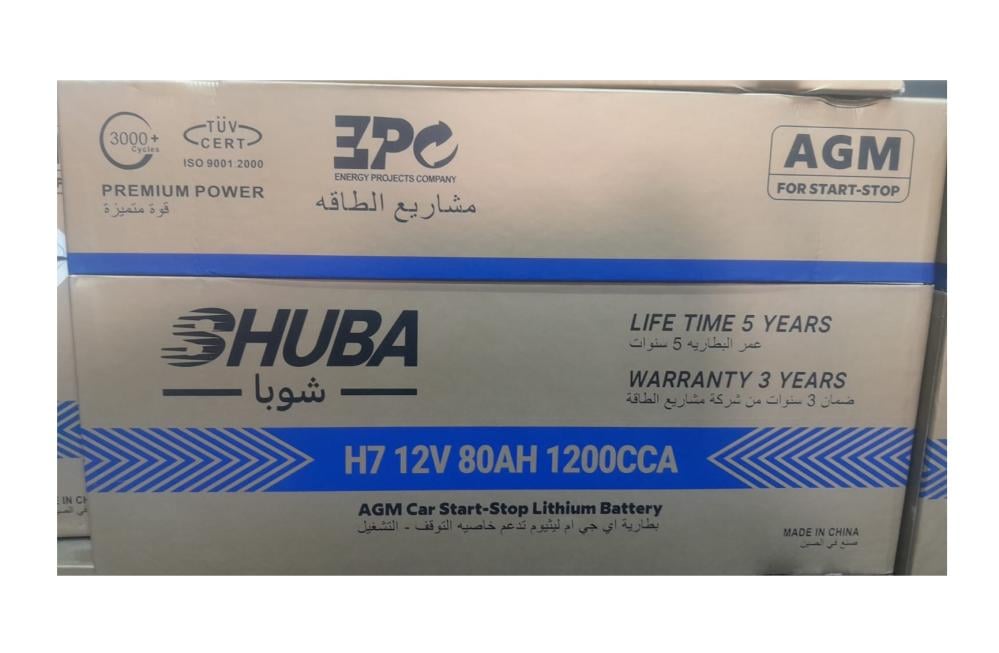 3000+
Cycles
TÜV
CERT
ISO 9001:2000
PREMIUM POWER
قوة متميزة
EPC
ENERGY PROJECTS COMPANY
مشاريع الطاقه
AGM
FOR START-STOP
SHUBA
شوبا
LIFE TIME 5 YEARS
عمر البطاريه 5 سنوات
WARRANTY 3 YEARS
ضمان 3 سنوات من شركة مشاريع الطاقة
H7 12V 80AH 1200CCA
AGM Car Start-Stop Lithium Battery
بطارية اي جي ام ليثيوم تدعم خاصيه التوقف - التشغيل
MADE IN CHINA
صنع في الصين